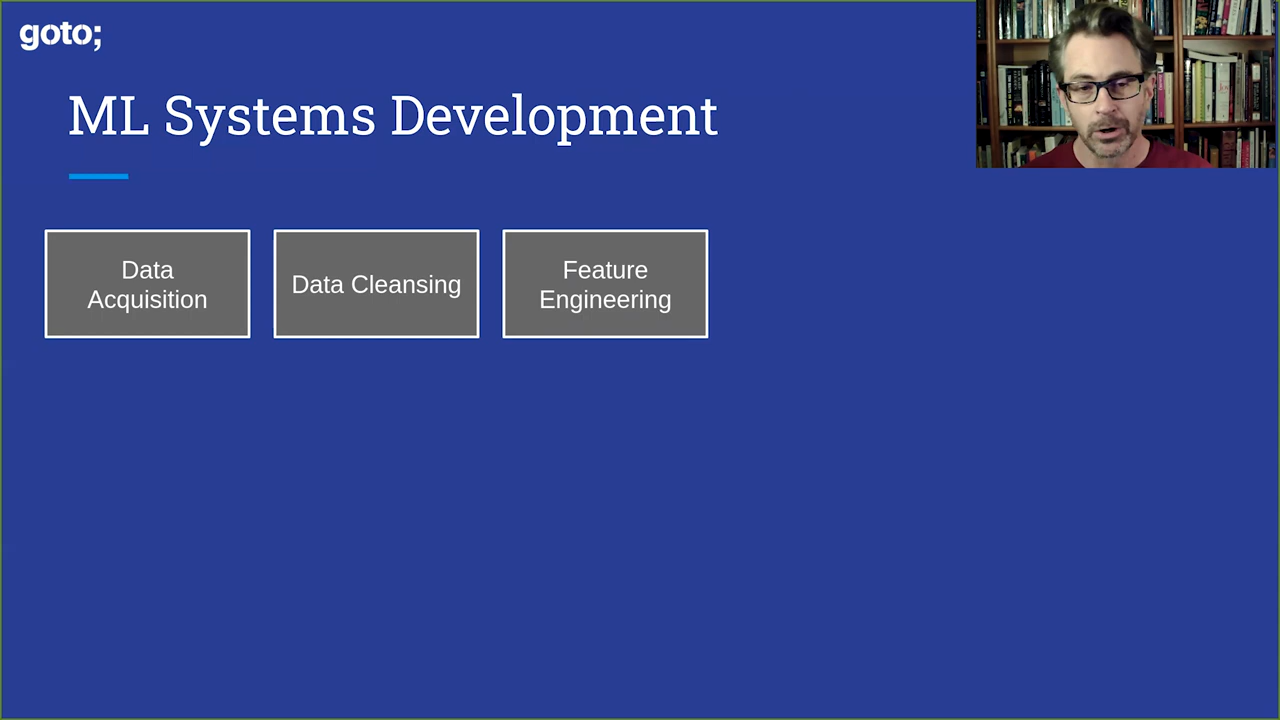 goto;
ML Systems Development
Data
Acquisition
Data Cleansing
Feature
Engineering